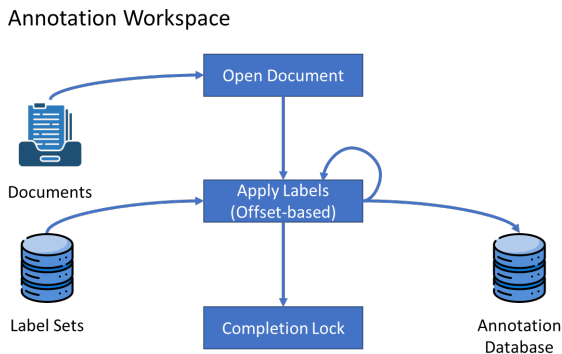 Annotation Workspace
Open Document
Documents
Apply Labels
(Offset-based)
Label Sets
Completion Lock
Annotation
Database